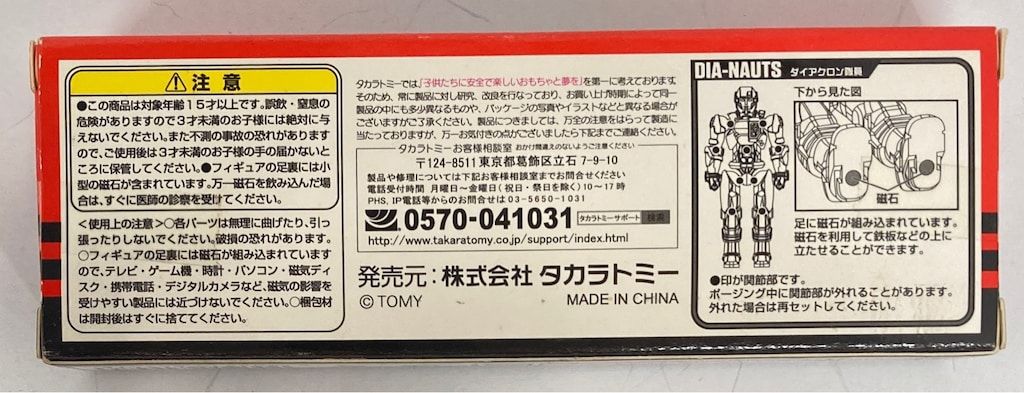 ⚠注意
●この商品は対象年齢15才以上です。誤飲・窒息の
危険がありますので3才未満のお子様には絶対に与
えないでください。また不測の事故の恐れがあります
ので、ご使用後は3才未満のお子様の手の届かないと
ころに保管してください。●フィギュアの足裏には小
型の磁石が含まれています。万一磁石を飲み込んだ場
合は、すぐに医師の診察を受けてください。
＜使用上の注意＞○各パーツは無理に曲げたり、引っ
張ったりしないでください。破損の恐れがあります。
○フィギュアの足裏には磁石が組み込まれています
ので、テレビ・ゲーム機・時計・パソコン・磁気ディ
スク・携帯電話・デジタルカメラなど、磁気の影響を
受けやすい製品には近づけないでください。○梱包材
は開封後はすぐに捨ててください。
タカラトミーでは、「子供たちに安全で楽しいおもちゃと夢を」を第一に考えております。
そのため、常に製品に対し研究、改良を行なっており、お買い上げ時期によって同一
製品の中にも多少異なるものや、パッケージの写真やイラストなどと異なる場合が
ございますがご了承ください。製品につきましては、万全の注意をはらって製造に
当たっておりますが、万一お気付きの点がございましたら下記までご連絡ください。
タカラトミーお客様相談室 おかけ間違えのないようご注意ください
〒124-8511 東京都葛飾区立石 7-9-10
製品や修理については下記お客様相談室までお問い合わせください
電話受付時間 月曜日～金曜日(祝日・祭日を除く)10～17時
PHS、IP電話等からのお問合せは03-5650-1031
0570-041031 タカラトミーサポート 検索
http://www.takaratomy.co.jp/support/index.html
発売元：株式会社 タカラトミー
©TOMY MADE IN CHINA
DIA-NAUTS ダイアクロン隊員
下から見た図
磁石
足に磁石が組み込まれています。
磁石を利用して鉄板などの上に
立たせることができます。
●印が関節部です。
ポージング中に関節部が外れることがあります。
外れた場合は再セットしてください。